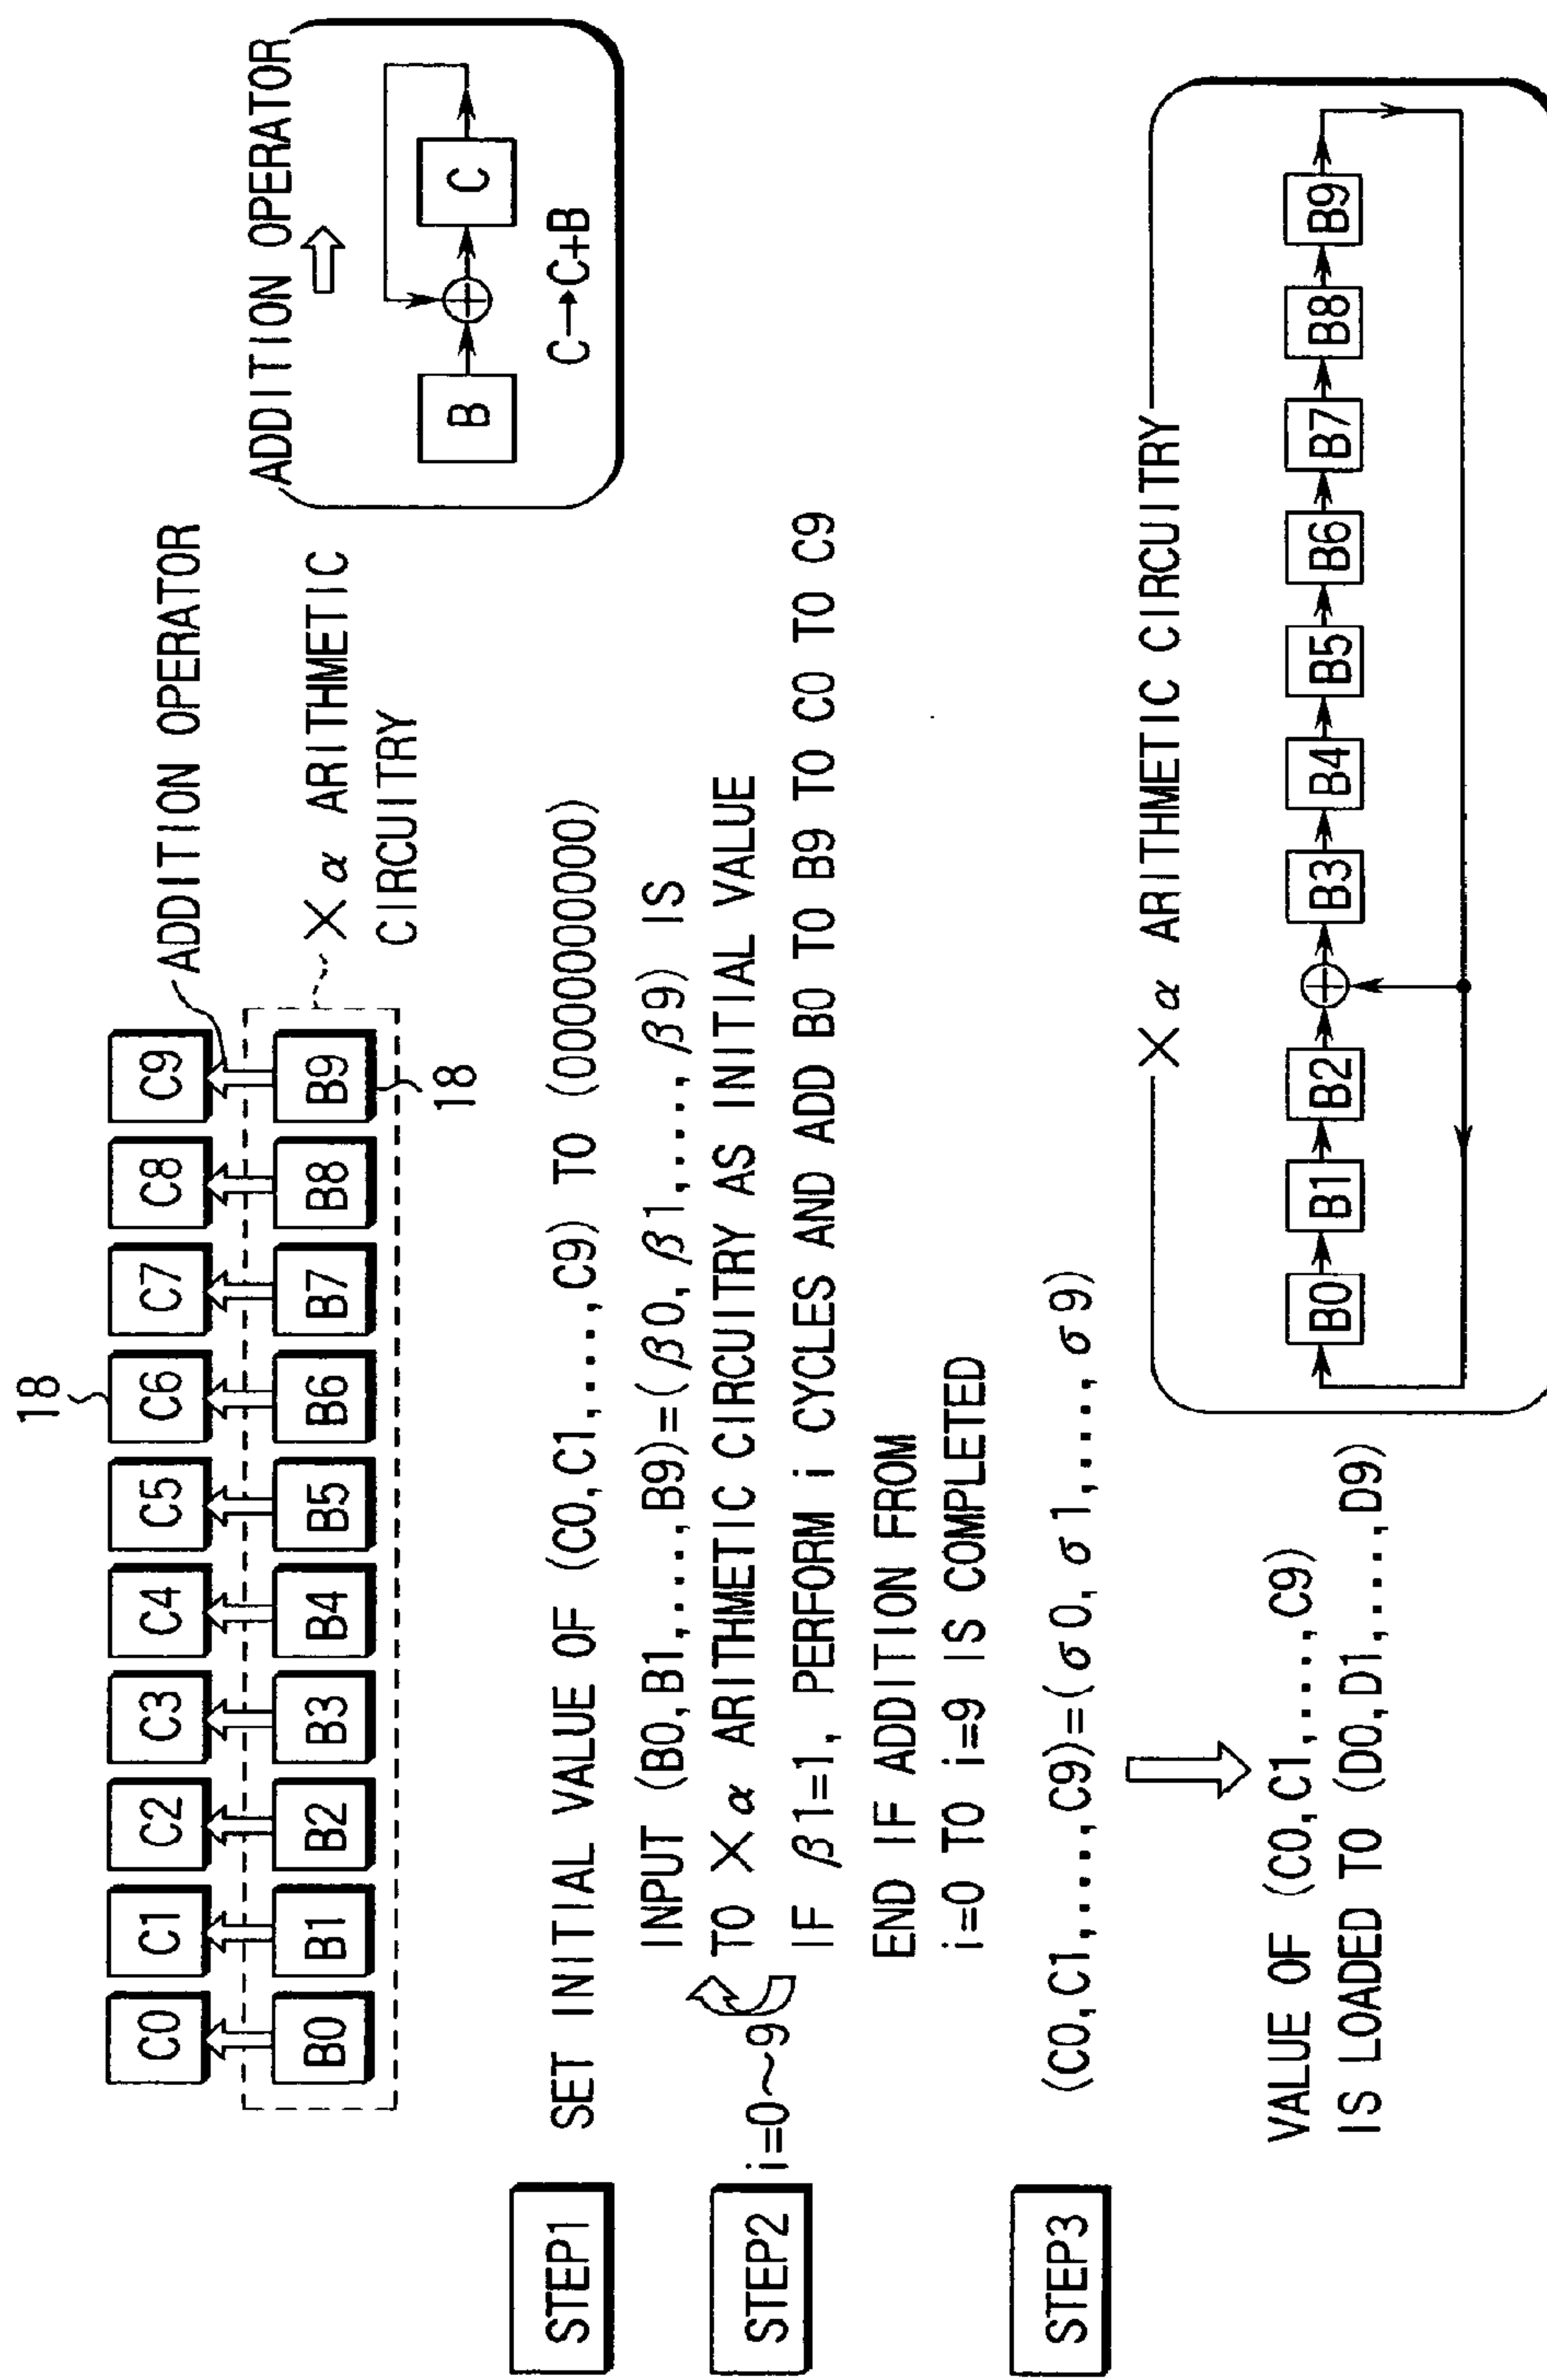 18
C0 C1 C2 C3 C4 C5 C6 C7 C8 C9
ADDITION OPERATOR
B0 B1 B2 B3 B4 B5 B6 B7 B8 B9
×α ARITHMETIC
CIRCUITRY
18
ADDITION OPERATOR
B C
C→C+B
STEP1
SET INITIAL VALUE OF (C0,C1,....,C9) TO (0000000000)
STEP2
i=0~9
INPUT (B0,B1,....,B9)=(β0,β1,....,β9) IS
TO ×α ARITHMETIC CIRCUITRY AS INITIAL VALUE
IF β1=1, PERFORM i CYCLES AND ADD B0 TO B9 TO C0 TO C9
END IF ADDITION FROM
i=0 TO i=9 IS COMPLETED
STEP3
(C0,C1,....,C9)=(σ0,σ1,....,σ9)
VALUE OF (C0,C1,....,C9)
IS LOADED TO (D0,D1,....,D9)
×α ARITHMETIC CIRCUITRY
B0 B1 B2 B3 B4 B5 B6 B7 B8 B9